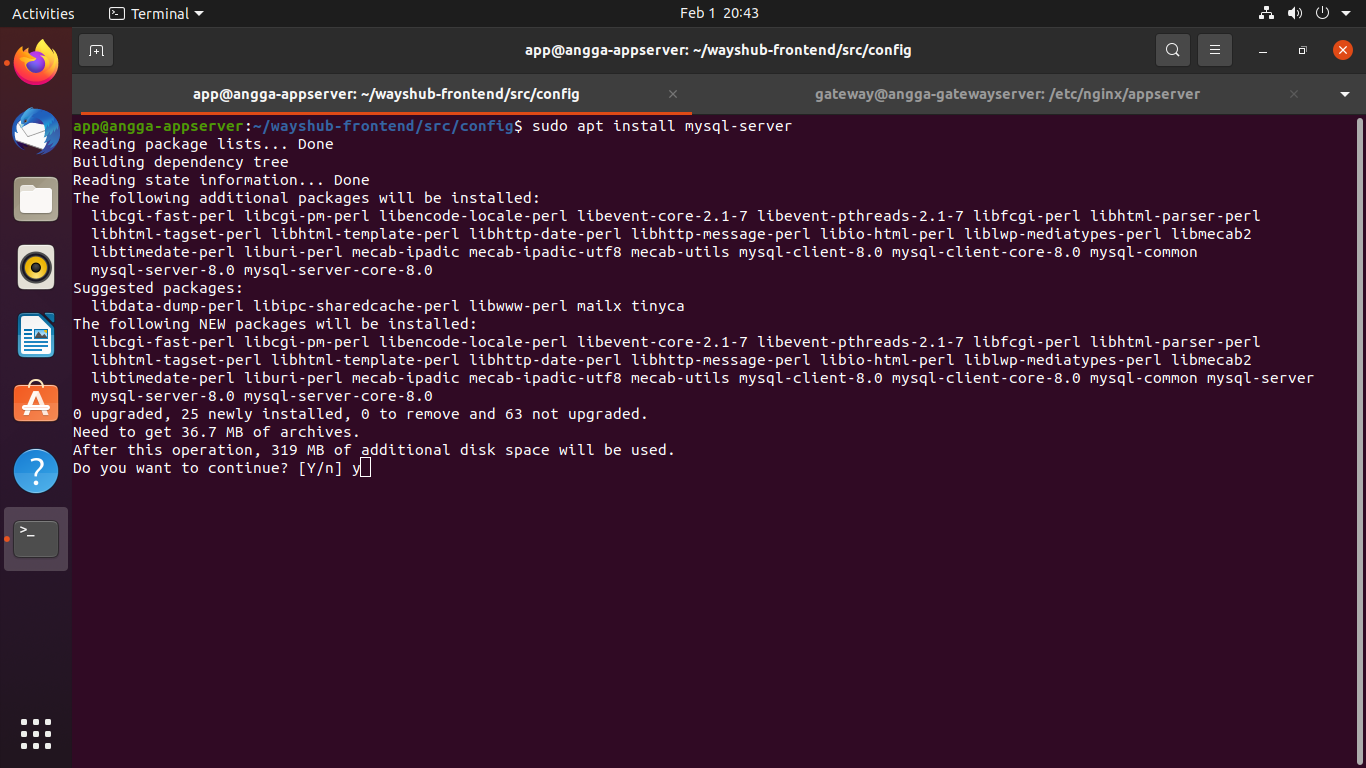 Activities
Terminal
Feb 1 20:43
app@angga-appserver: ~/wayshub-frontend/src/config
app@angga-appserver: ~/wayshub-frontend/src/config
gateway@angga-gatewayserver: /etc/nginx/appserver
app@angga-appserver:~/wayshub-frontend/src/config$ sudo apt install mysql-server
Reading package lists... Done
Building dependency tree
Reading state information... Done
The following additional packages will be installed:
libcgi-fast-perl libcgi-pm-perl libencode-locale-perl libevent-core-2.1-7 libevent-pthreads-2.1-7 libfcgi-perl libhtml-parser-perl
libhtml-tagset-perl libhtml-template-perl libhttp-date-perl libhttp-message-perl libio-html-perl liblwp-mediatypes-perl libmecab2
libtimedate-perl liburi-perl mecab-ipadic mecab-ipadic-utf8 mecab-utils mysql-client-8.0 mysql-client-core-8.0 mysql-common
mysql-server-8.0 mysql-server-core-8.0
Suggested packages:
libdata-dump-perl libipc-sharedcache-perl libwww-perl mailx tinyca
The following NEW packages will be installed:
libcgi-fast-perl libcgi-pm-perl libencode-locale-perl libevent-core-2.1-7 libevent-pthreads-2.1-7 libfcgi-perl libhtml-parser-perl
libhtml-tagset-perl libhtml-template-perl libhttp-date-perl libhttp-message-perl libio-html-perl liblwp-mediatypes-perl libmecab2
libtimedate-perl liburi-perl mecab-ipadic mecab-ipadic-utf8 mecab-utils mysql-client-8.0 mysql-client-core-8.0 mysql-common mysql-server
mysql-server-8.0 mysql-server-core-8.0
0 upgraded, 25 newly installed, 0 to remove and 63 not upgraded.
Need to get 36.7 MB of archives.
After this operation, 319 MB of additional disk space will be used.
Do you want to continue? [Y/n] y